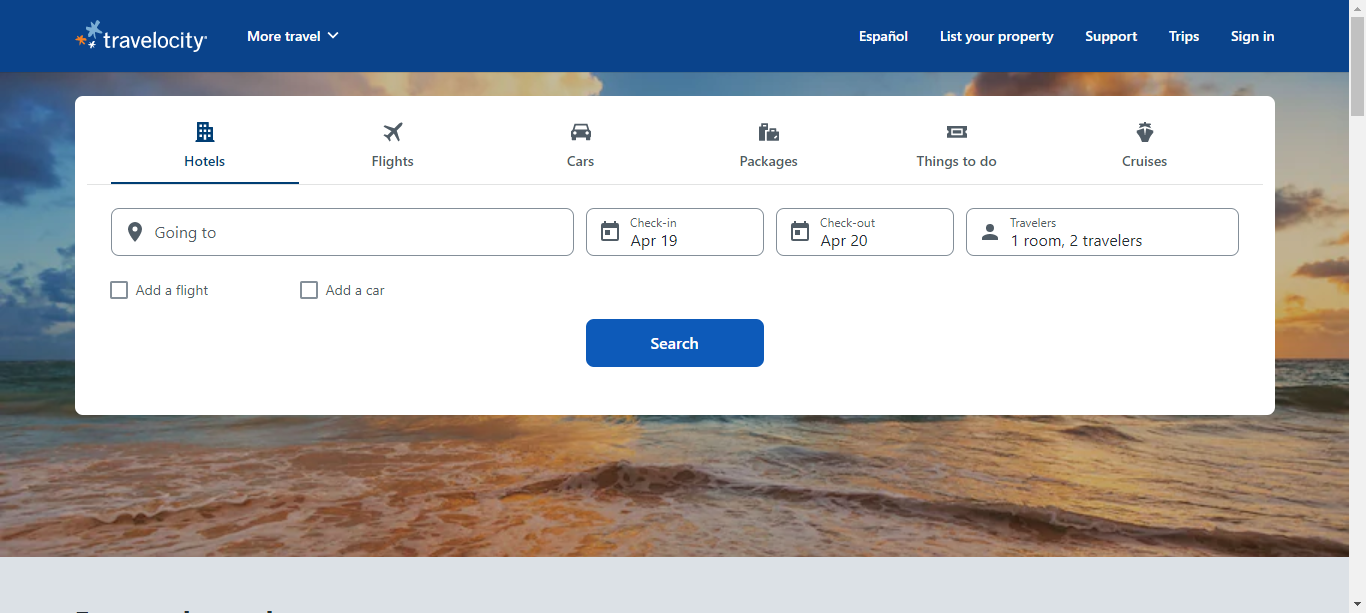 travelocity
More travel
Español
List your property
Support
Trips
Sign in
Hotels
Flights
Cars
Packages
Things to do
Cruises
Going to
Check-in
Apr 19
Check-out
Apr 20
Travelers
1 room, 2 travelers
Add a flight
Add a car
Search